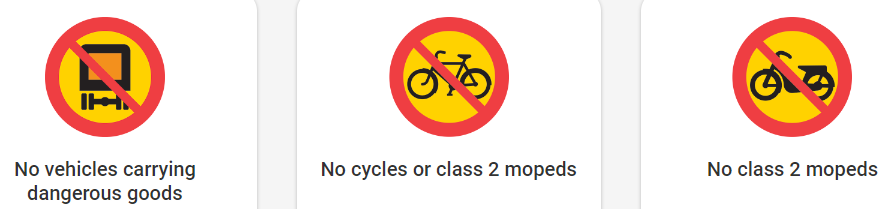 No vehicles carrying
dangerous goods
No cycles or class 2 mopeds
No class 2 mopeds